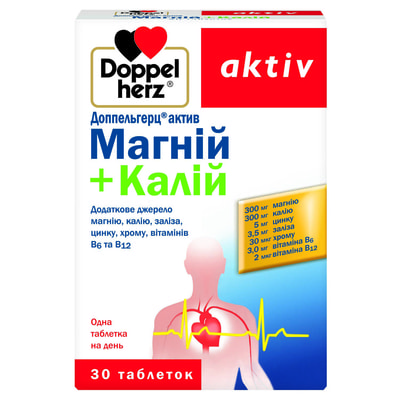 Магній
+Калій
Doppel
herz®
aktiv
Доппельгерц® актив
Магній
+Калій
Додаткове джерело
магнію, калію, заліза,
цинку, хрому, вітамінів
B6 та B12
300 мг магнію
300 мг калію
5 мг цинку
3,5 мг заліза
30 мкг хрому
3,0 мг вітаміна B6
2 мкг вітаміна B12
Одна
таблетка
на день
30 таблеток